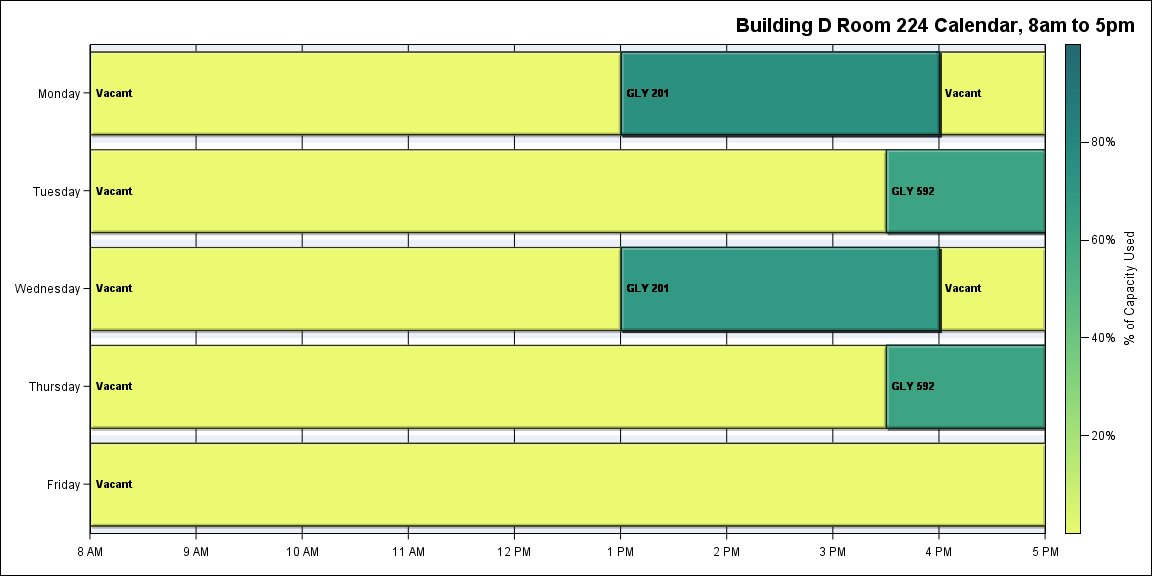 Building D Room 224 Calendar, 8am to 5pm
Monday
Vacant
GLY 201
Vacant
Tuesday
Vacant
GLY 592
Wednesday
Vacant
GLY 201
Vacant
Thursday
Vacant
GLY 592
Friday
Vacant
8 AM
9 AM
10 AM
11 AM
12 PM
1 PM
2 PM
3 PM
4 PM
5 PM
80%
60%
40%
20%
% of Capacity Used